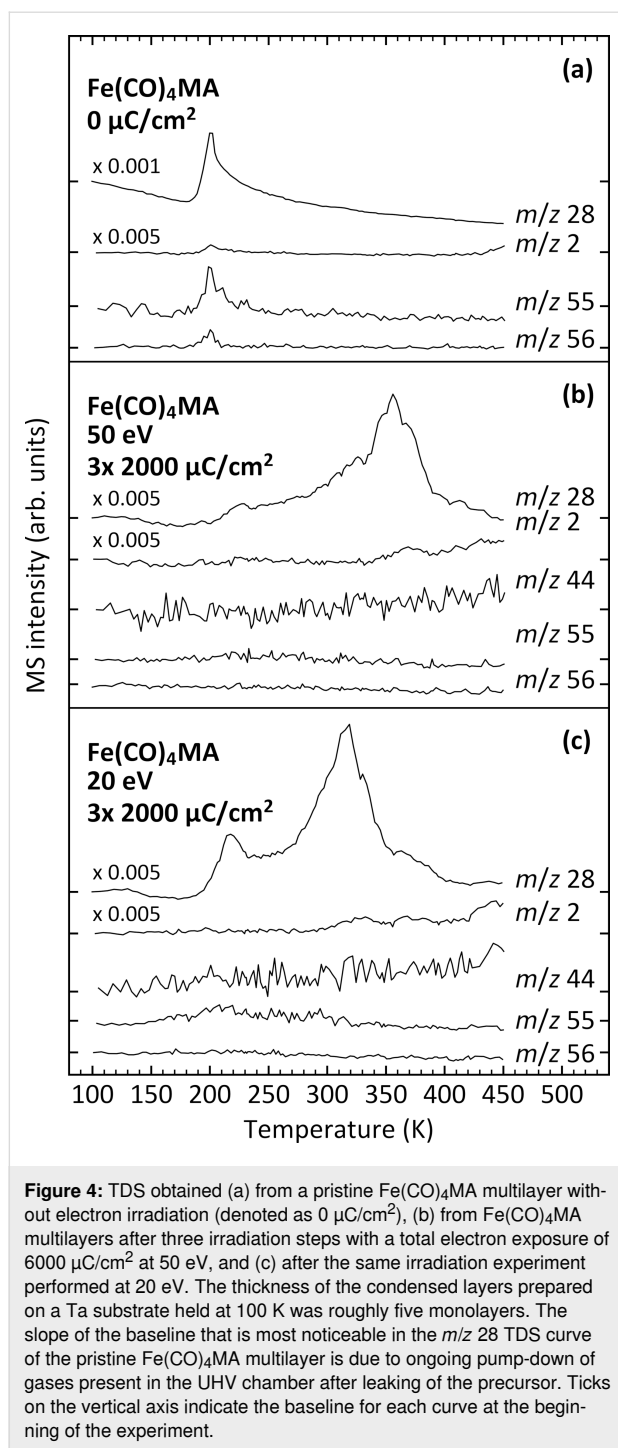 (a)
Fe(CO)₄MA
0 μC/cm²
x 0.001
m/z 28
x 0.005
m/z 2
m/z 55
m/z 56
(b)
Fe(CO)₄MA
50 eV
3x 2000 μC/cm²
x 0.005
m/z 28
m/z 2
x 0.005
m/z 44
m/z 55
m/z 56
(c)
Fe(CO)₄MA
20 eV
3x 2000 μC/cm²
x 0.005
m/z 28
x 0.005
m/z 2
m/z 44
m/z 55
m/z 56
MS intensity (arb. units)
100 150 200 250 300 350 400 450 500
Temperature (K)
Figure 4: TDS obtained (a) from a pristine Fe(CO)₄MA multilayer with-
out electron irradiation (denoted as 0 μC/cm²), (b) from Fe(CO)₄MA
multilayers after three irradiation steps with a total electron exposure of
6000 μC/cm² at 50 eV, and (c) after the same irradiation experiment
performed at 20 eV. The thickness of the condensed layers prepared
on a Ta substrate held at 100 K was roughly five monolayers. The
slope of the baseline that is most noticeable in the m/z 28 TDS curve
of the pristine Fe(CO)₄MA multilayer is due to ongoing pump-down of
gases present in the UHV chamber after leaking of the precursor. Ticks
on the vertical axis indicate the baseline for each curve at the begin-
ning of the experiment.